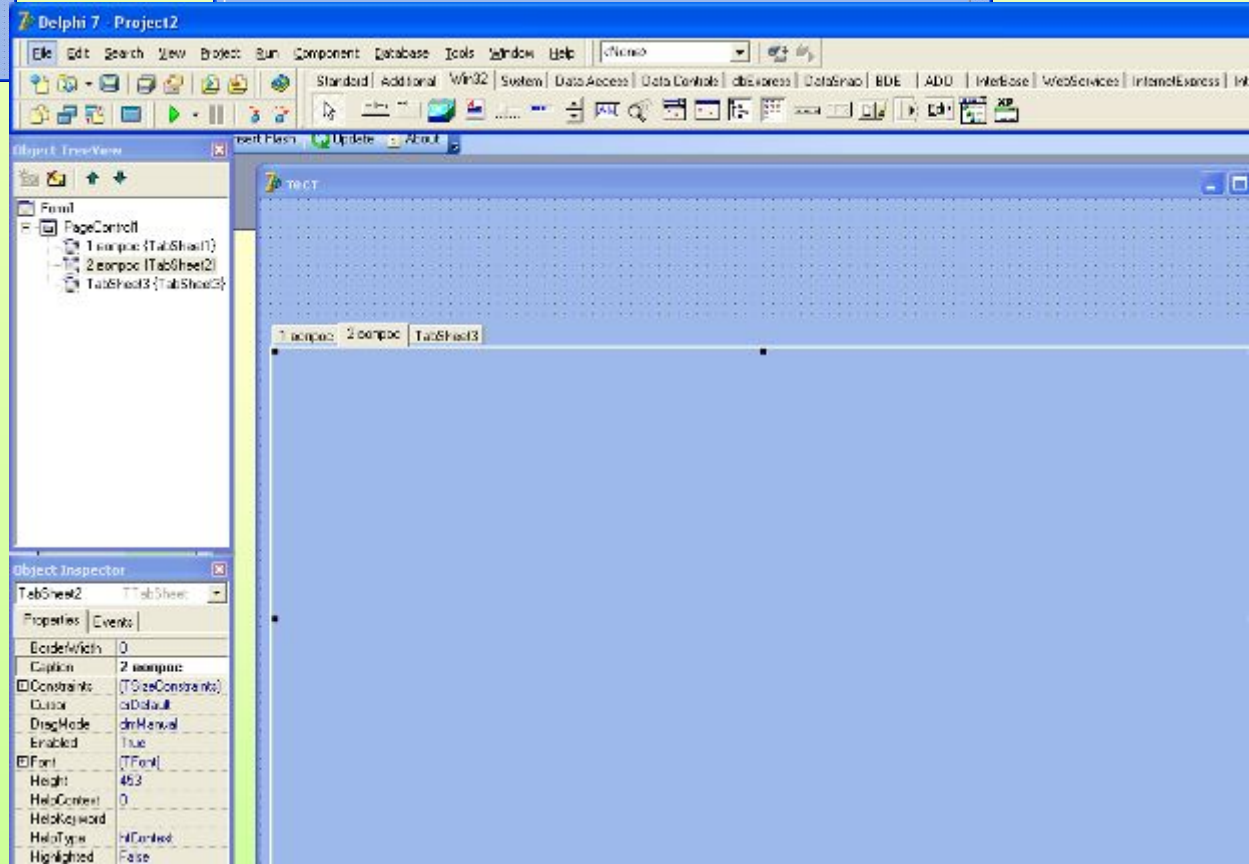 Delphi 7 - Project2
File Edit Search View Project Run Component Database Tools Window Help <None>
Standard Additional Win32 System Data Access Data Controls dbExpress DataSnap BDE ADO InterBase WebServices InternetExpress Int
Object TreeView
nsert Flash Update About
тест
Form1
PageControl1
1 вопрос {TabSheet1}
2 вопрос {TabSheet2}
TabSheet3 {TabSheet3}
1 вопрос 2 вопрос TabSheet3
Object Inspector
TabSheet2 TTabSheet
Properties Events
BorderWidth 0
Caption 2 вопрос
Constraints (TSizeConstraints)
Cursor crDefault
DragMode dmManual
Enabled True
Font (TFont)
Height 453
HelpContext 0
HelpKeyword
HelpType htContext
Highlighted False